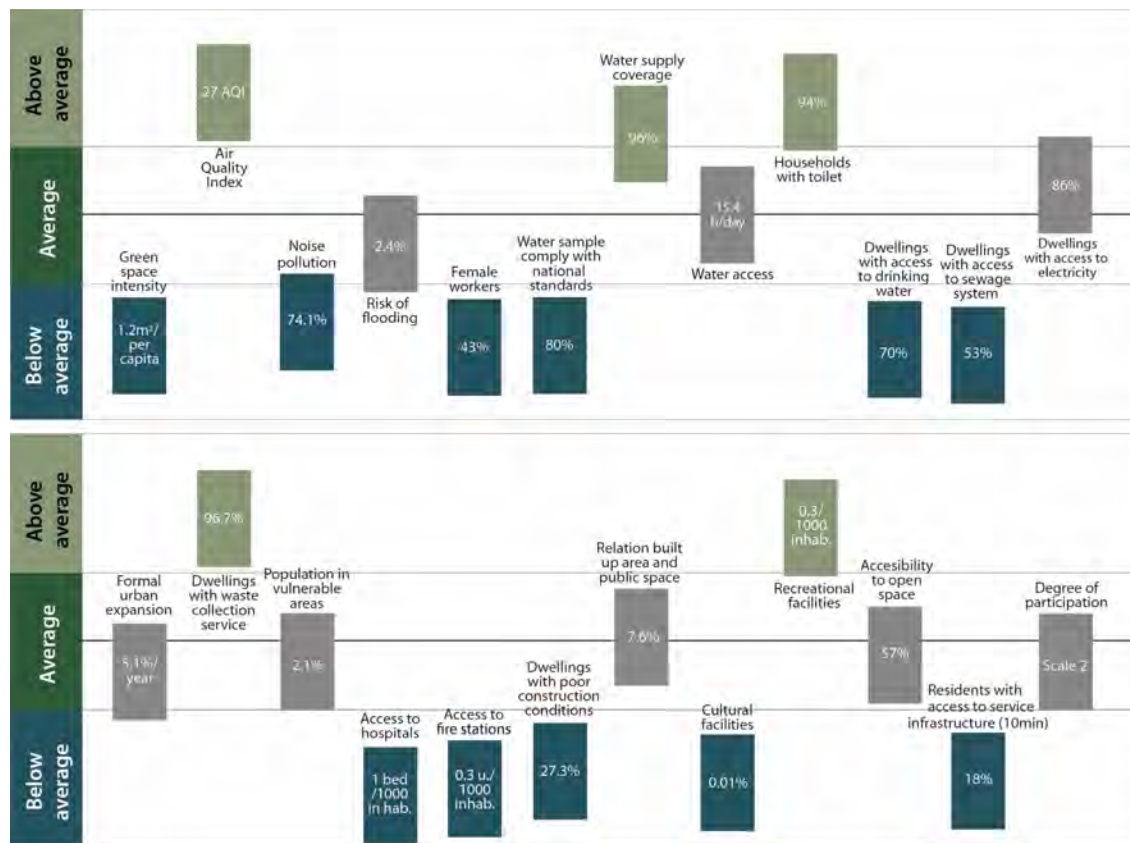 Above
average
Average
Below
average
Green
space
intensity
1.2m²/
per
capita
27 AQI
Air
Quality
Index
Noise
pollution
74.1%
2.4%
Risk of
flooding
Female
workers
43%
Water sample
comply with
national
standards
80%
Water supply
coverage
96%
15.4
h/day
Water access
94%
Households
with toilet
Dwellings
with access
to drinking
water
70%
Dwellings
with access
to sewage
system
53%
86%
Dwellings
with access to
electricity
Above
average
Average
Below
average
Formal
urban
expansion
5.1%/
year
96.7%
Dwellings
with waste
collection
service
Population in
vulnerable
areas
2.1%
Access to
hospitals
1 bed
/1000
in hab.
Access to
fire stations
0.3 u./
1000
inhab.
Dwellings
with poor
construction
conditions
27.3%
Relation built
up area and
public space
7.6%
Cultural
facilities
0.01%
0.3/
1000
inhab.
Recreational
facilities
Accesibility
to open
space
57%
Residents with
access to service
infrastructure (10min)
18%
Degree of
participation
Scale 2